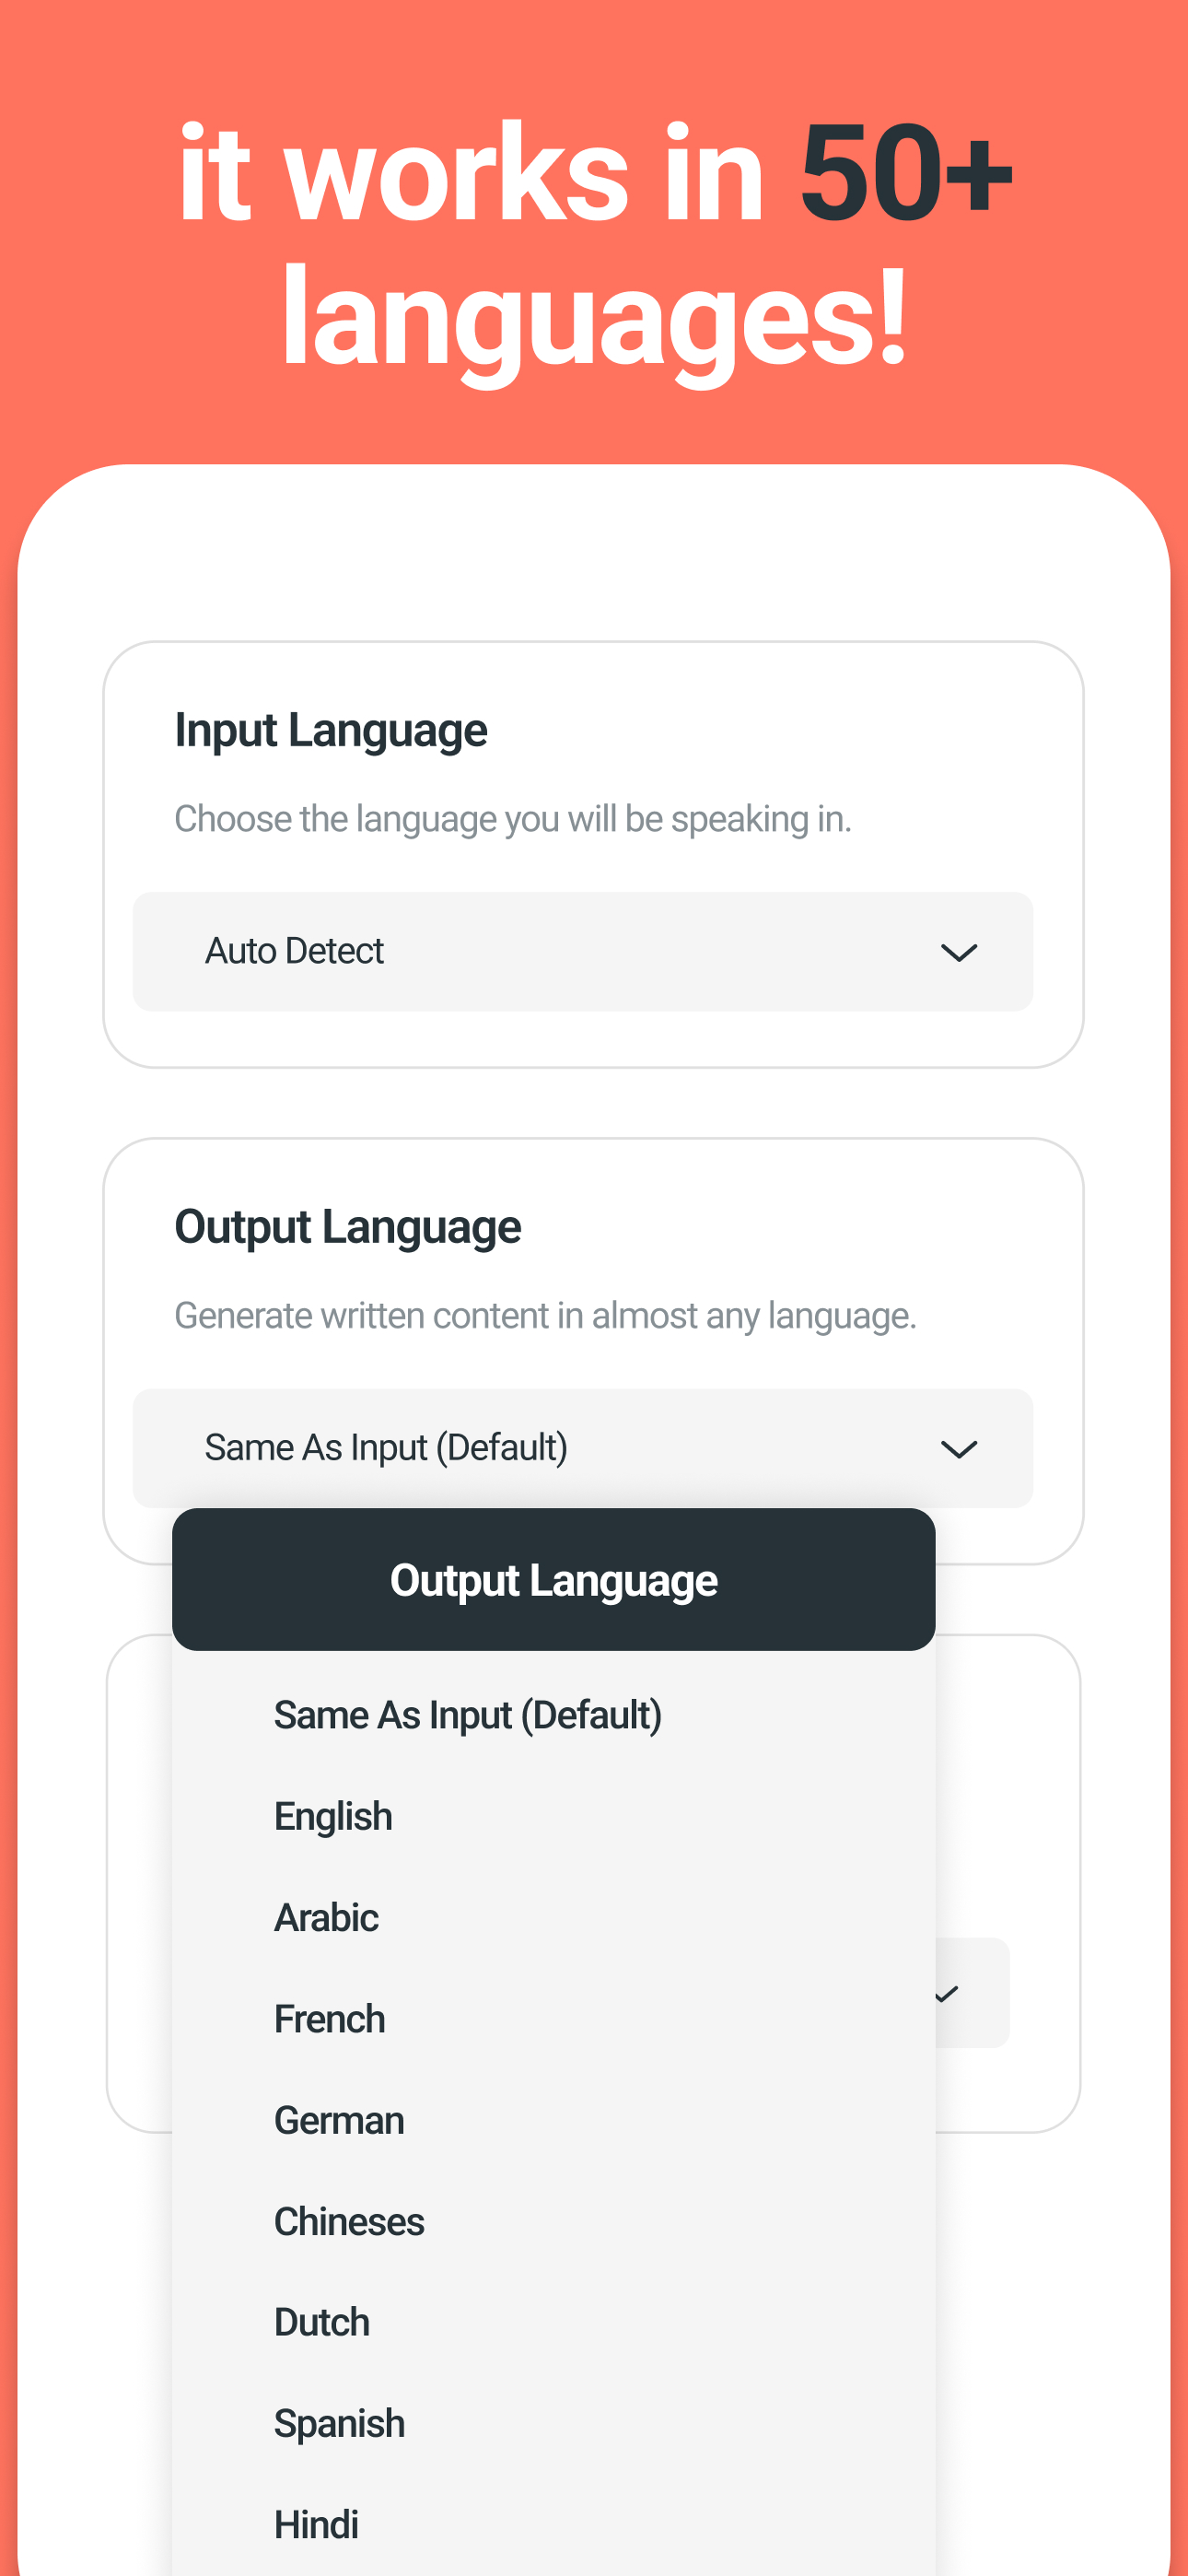 it works in 50+
languages!
Input Language
Choose the language you will be speaking in.
Auto Detect
Output Language
Generate written content in almost any language.
Same As Input (Default)
Output Language
Same As Input (Default)
English
Arabic
French
German
Chineses
Dutch
Spanish
Hindi